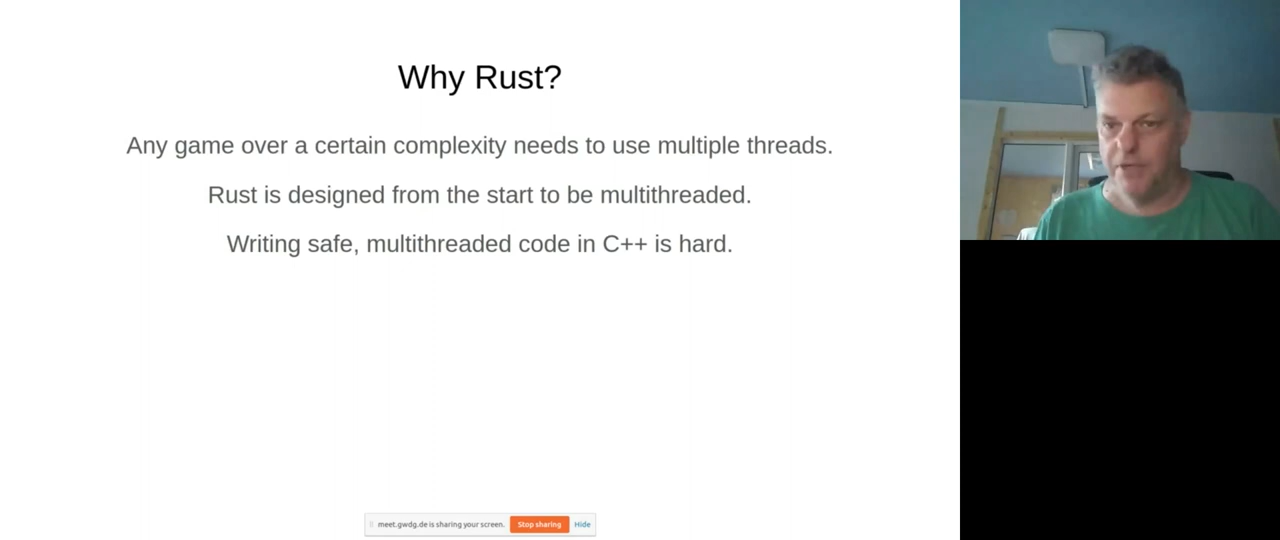 Why Rust?
Any game over a certain complexity needs to use multiple threads.
Rust is designed from the start to be multithreaded.
Writing safe, multithreaded code in C++ is hard.
meet.gwdg.de is sharing your screen. Stop sharing Hide